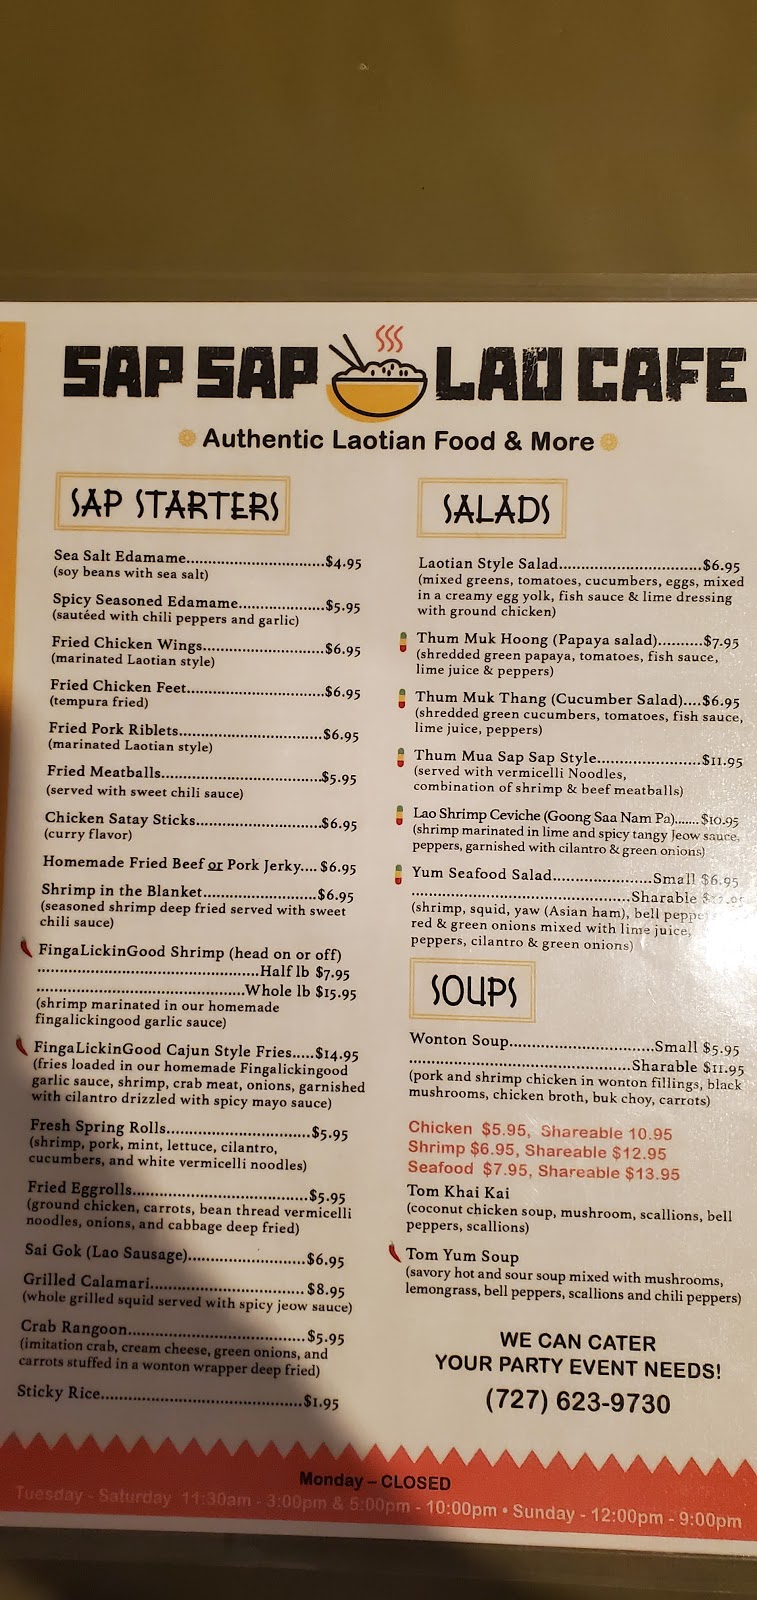 SAP SAP LAO CAFE
Authentic Laotian Food & More
SAP STARTERS
Sea Salt Edamame..............................$4.95
(soy beans with sea salt)
Spicy Seasoned Edamame...................$5.95
(sautéed with chili peppers and garlic)
Fried Chicken Wings...........................$6.95
(marinated Laotian style)
Fried Chicken Feet..............................$6.95
(tempura fried)
Fried Pork Riblets...............................$6.95
(marinated Laotian style)
Fried Meatballs...................................$5.95
(served with sweet chili sauce)
Chicken Satay Sticks...........................$6.95
(curry flavor)
Homemade Fried Beef or Pork Jerky....$6.95
Shrimp in the Blanket.........................$6.95
(seasoned shrimp deep fried served with sweet
chili sauce)
FingaLickinGood Shrimp (head on or off)
................................................Half lb $7.95
.............................................Whole lb $15.95
(shrimp marinated in our homemade
fingalickingood garlic sauce)
FingaLickinGood Cajun Style Fries.....$14.95
(fries loaded in our homemade Fingalickingood
garlic sauce, shrimp, crab meat, onions, garnished
with cilantro drizzled with spicy mayo sauce)
Fresh Spring Rolls...............................$5.95
(shrimp, pork, mint, lettuce, cilantro,
cucumbers, and white vermicelli noodles)
Fried Eggrolls......................................$5.95
(ground chicken, carrots, bean thread vermicelli
noodles, onions, and cabbage deep fried)
Sai Gok (Lao Sausage).........................$6.95
Grilled Calamari.................................$8.95
(whole grilled squid served with spicy jeow sauce)
Crab Rangoon......................................$5.95
(imitation crab, cream cheese, green onions, and
carrots stuffed in a wonton wrapper deep fried)
Sticky Rice...........................................$1.95
SALADS
Laotian Style Salad...............................$6.95
(mixed greens, tomatoes, cucumbers, eggs, mixed
in a creamy egg yolk, fish sauce & lime dressing
with ground chicken)
Thum Muk Hoong (Papaya salad)..........$7.95
(shredded green papaya, tomatoes, fish sauce,
lime juice & peppers)
Thum Muk Thang (Cucumber Salad)....$6.95
(shredded green cucumbers, tomatoes, fish sauce,
lime juice, peppers)
Thum Mua Sap Sap Style.......................$11.95
(served with vermicelli Noodles,
combination of shrimp & beef meatballs)
Lao Shrimp Ceviche (Goong Saa Nam Pa).......$10.95
(shrimp marinated in lime and spicy tangy Jeow sauce,
peppers, garnished with cilantro & green onions)
Yum Seafood Salad......................Small $6.95
................................................Sharable
(shrimp, squid, yaw (Asian ham), bell peppe
red & green onions mixed with lime juice,
peppers, cilantro & green onions)
SOUPS
Wonton Soup................................Small $5.95
................................................Sharable $11.95
(pork and shrimp chicken in wonton fillings, black
mushrooms, chicken broth, buk choy, carrots)
Chicken $5.95, Shareable 10.95
Shrimp $6.95, Shareable $12.95
Seafood $7.95, Shareable $13.95
Tom Khai Kai
(coconut chicken soup, mushroom, scallions, bell
peppers, scallions)
Tom Yum Soup
(savory hot and sour soup mixed with mushrooms,
lemongrass, bell peppers, scallions and chili peppers)
WE CAN CATER
YOUR PARTY EVENT NEEDS!
(727) 623-9730
Monday – CLOSED
Tuesday - Saturday 11:30am - 3:00pm & 5:00pm - 10:00pm • Sunday - 12:00pm - 9:00pm